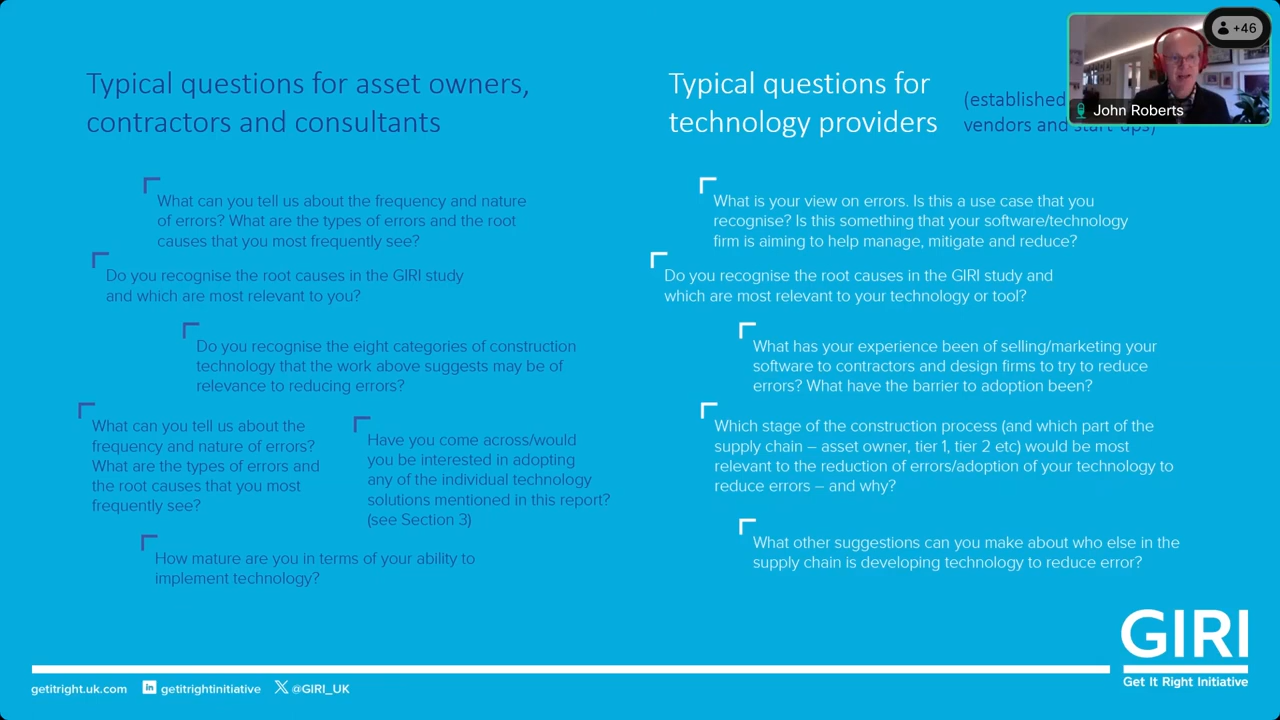 Typical questions for asset owners,
contractors and consultants
What can you tell us about the frequency and nature
of errors? What are the types of errors and the root
causes that you most frequently see?
Do you recognise the root causes in the GIRI study
and which are most relevant to you?
Do you recognise the eight categories of construction
technology that the work above suggests may be of
relevance to reducing errors?
What can you tell us about the
frequency and nature of errors?
What are the types of errors and
the root causes that you most
frequently see?
Have you come across/would
you be interested in adopting
any of the individual technology
solutions mentioned in this report?
(see Section 3)
How mature are you in terms of your ability to
implement technology?
Typical questions for
technology providers
(established
vendors and start-ups)
What is your view on errors. Is this a use case that you
recognise? Is this something that your software/technology
firm is aiming to help manage, mitigate and reduce?
Do you recognise the root causes in the GIRI study and
which are most relevant to your technology or tool?
What has your experience been of selling/marketing your
software to contractors and design firms to try to reduce
errors? What have the barrier to adoption been?
Which stage of the construction process (and which part of the
supply chain – asset owner, tier 1, tier 2 etc) would be most
relevant to the reduction of errors/adoption of your technology to
reduce errors – and why?
What other suggestions can you make about who else in the
supply chain is developing technology to reduce error?
+46
John Roberts
GIRI
Get It Right Initiative
getitright.uk.com
in getitrightinitiative
X @GIRI_UK